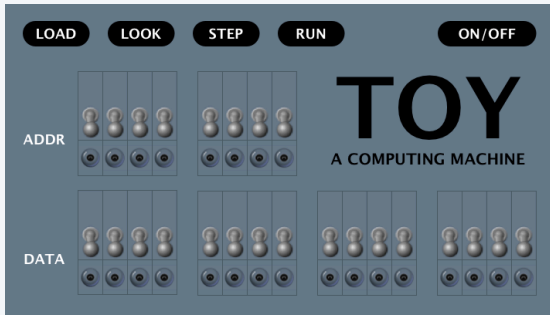 LOAD LOOK STEP RUN ON/OFF
TOY
ADDR
A COMPUTING MACHINE
DATA